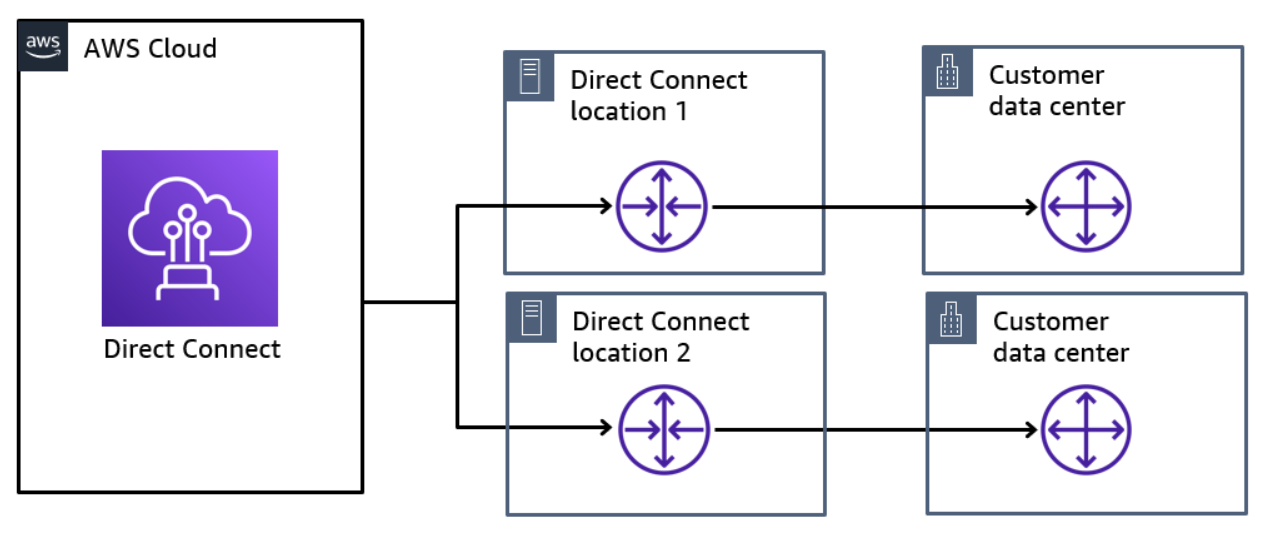 aws
AWS Cloud
Direct Connect
Direct Connect
location 1
Customer
data center
Direct Connect
location 2
Customer
data center